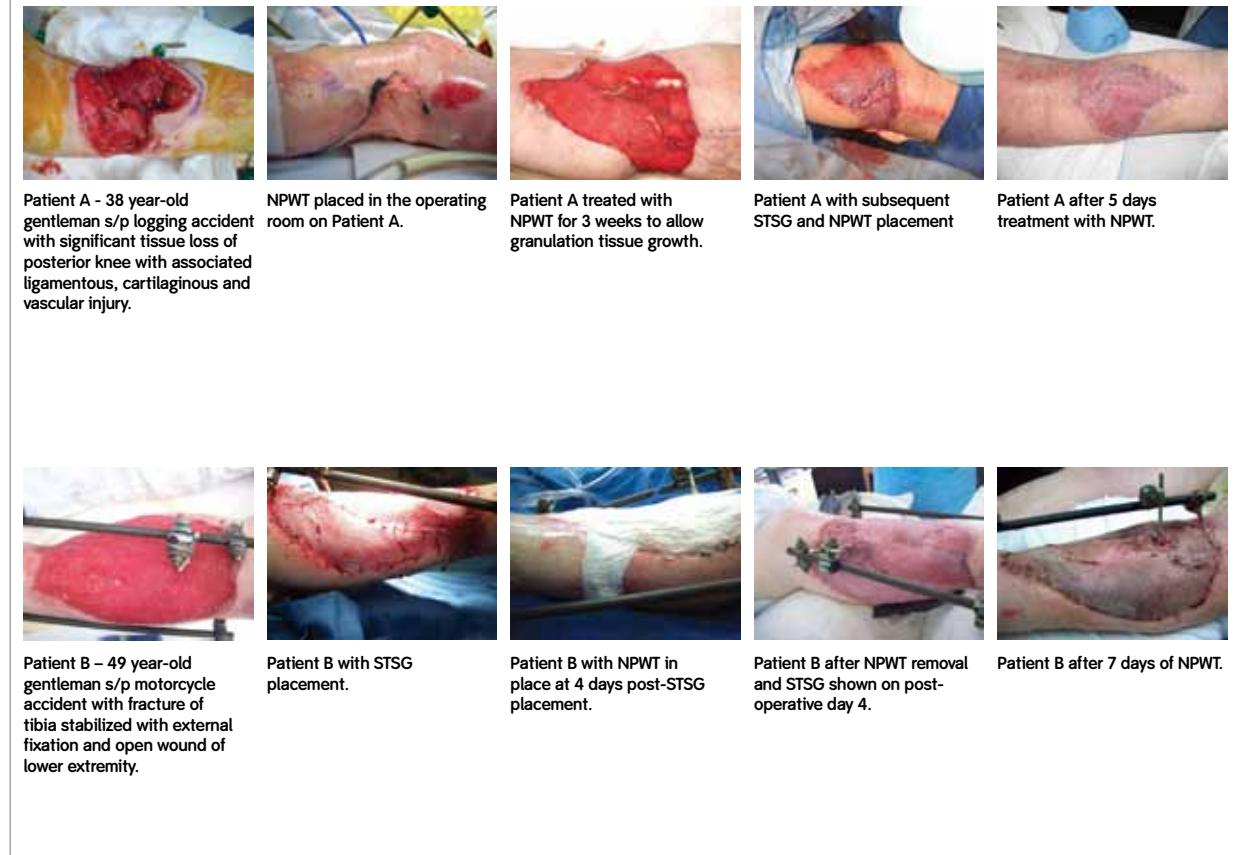 Patient A - 38 year-old
gentleman s/p logging accident
with significant tissue loss of
posterior knee with associated
ligamentous, cartilaginous and
vascular injury.
NPWT placed in the operating
room on Patient A.
Patient A treated with
NPWT for 3 weeks to allow
granulation tissue growth.
Patient A with subsequent
STSG and NPWT placement
Patient A after 5 days
treatment with NPWT.
Patient B – 49 year-old
gentleman s/p motorcycle
accident with fracture of
tibia stabilized with external
fixation and open wound of
lower extremity.
Patient B with STSG
placement.
Patient B with NPWT in
place at 4 days post-STSG
placement.
Patient B after NPWT removal
and STSG shown on post-
operative day 4.
Patient B after 7 days of NPWT.